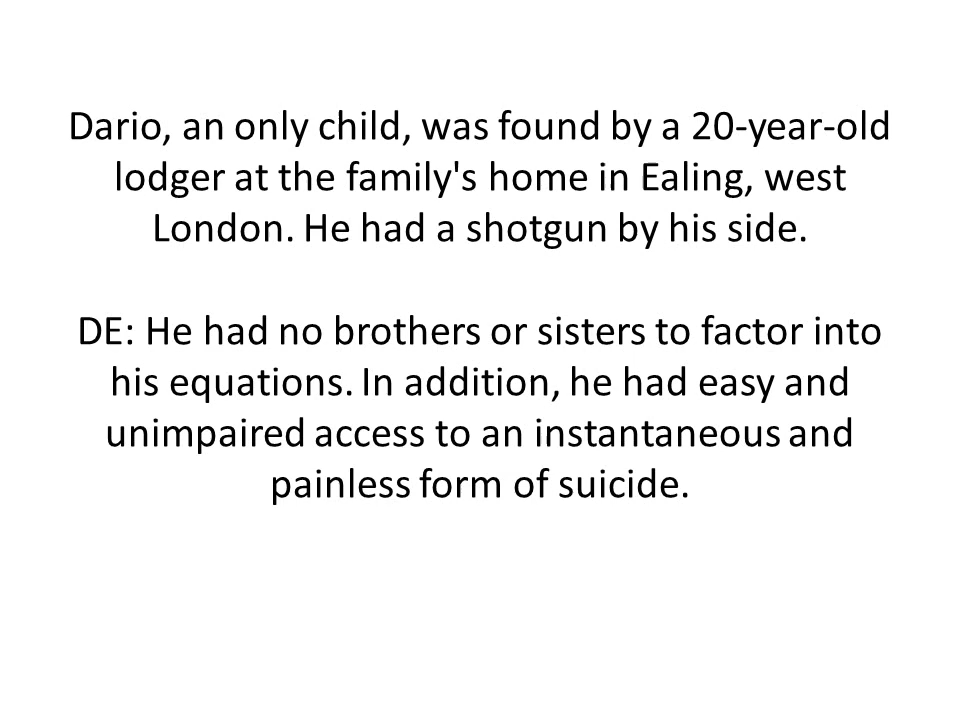 Dario, an only child, was found by a 20-year-old
lodger at the family's home in Ealing, west
London. He had a shotgun by his side.
DE: He had no brothers or sisters to factor into
his equations. In addition, he had easy and
unimpaired access to an instantaneous and
painless form of suicide.